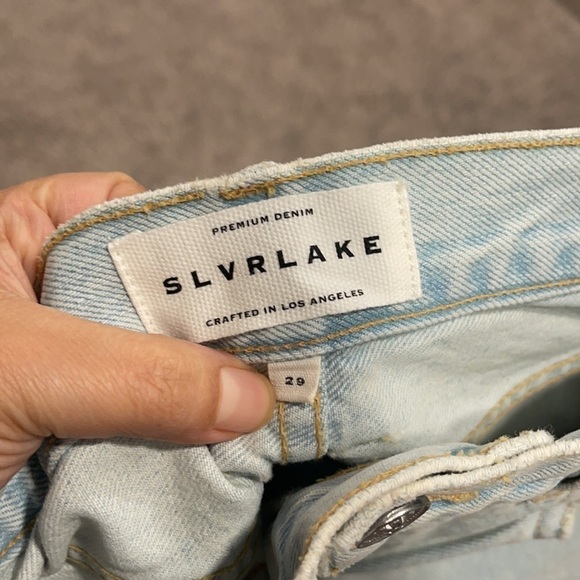 PREMIUM DENIM
SLVRLAKE
CRAFTED IN LOS ANGELES
29